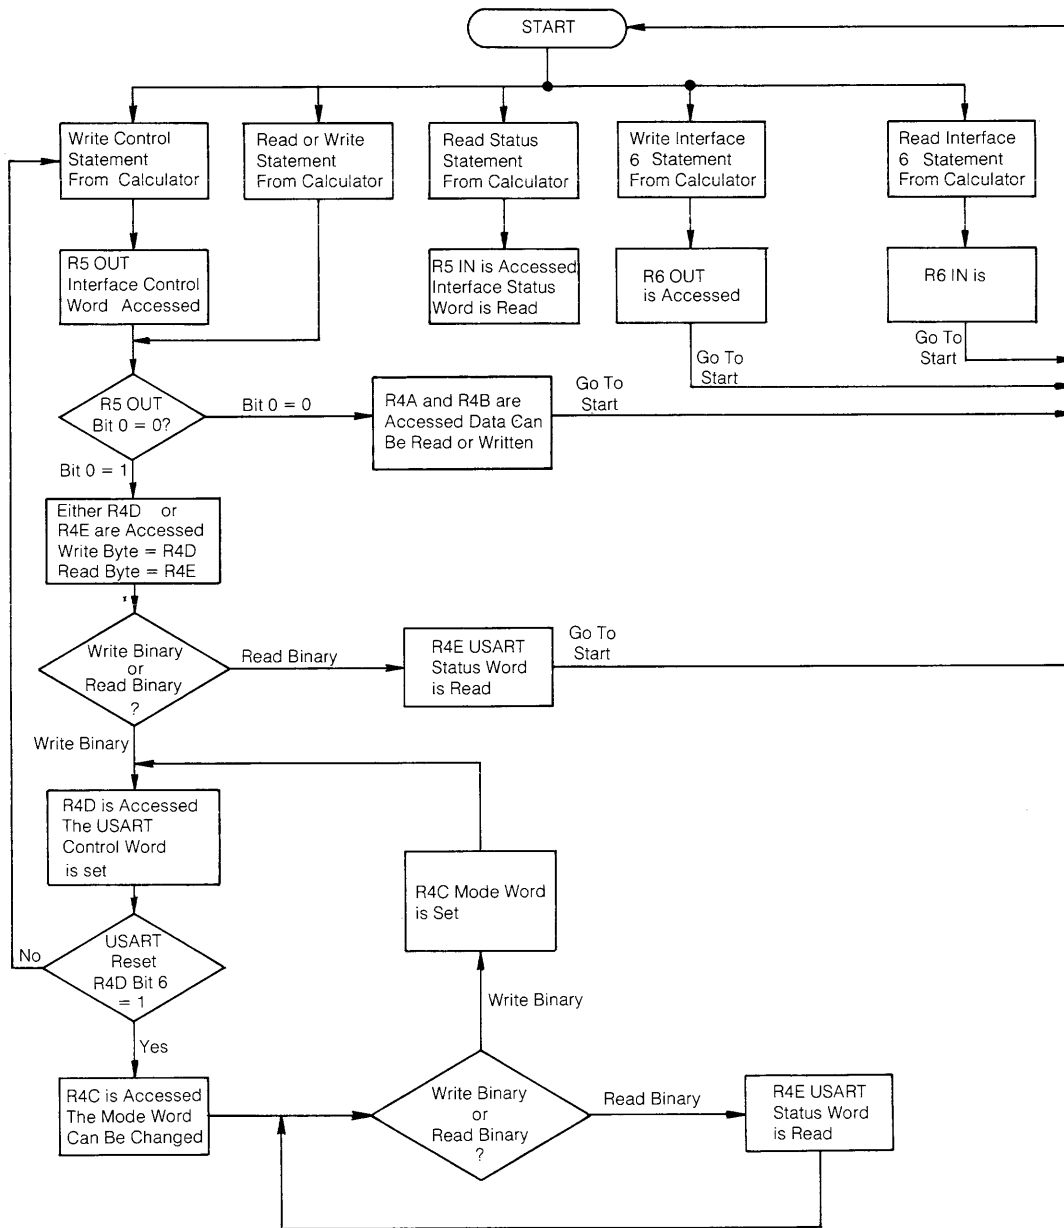 START
Write Control
Statement
From Calculator
Read or Write
Statement
From Calculator
Read Status
Statement
From Calculator
Write Interface
6 Statement
From Calculator
Read Interface
6 Statement
From Calculator
R5 OUT
Interface Control
Word Accessed
R5 IN is Accessed
Interface Status
Word is Read
R6 OUT
is Accessed
R6 IN is
Go To
Start
Go To
Start
R5 OUT
Bit 0 = 0?
Bit 0 = 0
R4A and R4B are
Accessed Data Can
Be Read or Written
Go To
Start
Bit 0 = 1
Either R4D or
R4E are Accessed
Write Byte = R4D
Read Byte = R4E
Write Binary
or
Read Binary
?
Read Binary
R4E USART
Status Word
is Read
Go To
Start
Write Binary
R4D is Accessed
The USART
Control Word
is set
R4C Mode Word
is Set
USART
Reset
R4D Bit 6
= 1
No
Write Binary
Yes
R4C is Accessed
The Mode Word
Can Be Changed
Write Binary
or
Read Binary
?
Read Binary
R4E USART
Status Word
is Read